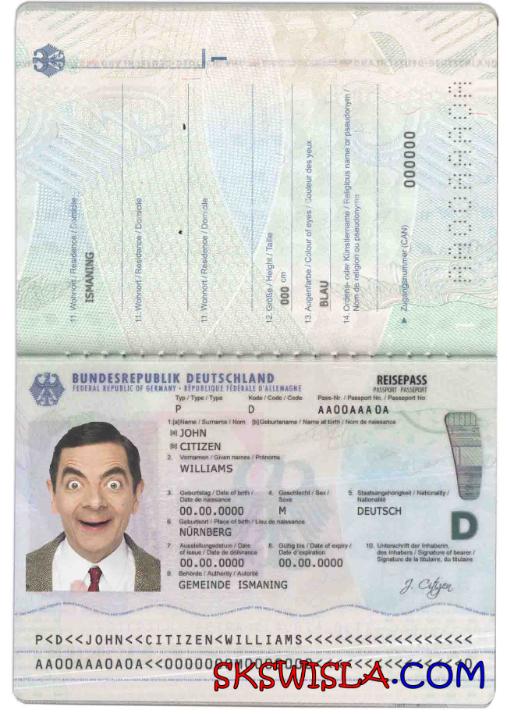 1
11. Wohnort / Residence / Domicile
ISMANING
11. Wohnort / Residence / Domicile
11. Wohnort / Residence / Domicile
12. Größe / Height / Taille
000 cm
13. Augenfarbe / Colour of eyes / Couleur des yeux
BLAU
14. Ordens- oder Künstlername / Religious name or pseudonym /
Nom de religion ou pseudonyme
Zugangsnummer (CAN)
000000
BUNDESREPUBLIK DEUTSCHLAND
FEDERAL REPUBLIC OF GERMANY · RÉPUBLIQUE FÉDÉRALE D'ALLEMAGNE
REISEPASS
PASSPORT PASSEPORT
Typ / Type / Type Kode / Code / Code Pass-Nr. / Passport No. / Passeport No
P D AA00AAA0A
1.[a]Name / Surname / Nom [b]Geburtsname / Name at birth / Nom de naissance
[a] JOHN
[b] CITIZEN
2. Vornamen / Given names / Prénoms
WILLIAMS
3. Geburtstag / Date of birth / Date de naissance
4. Geschlecht / Sex / Sexe
5. Staatsangehörigkeit / Nationality / Nationalité
00.00.0000 M DEUTSCH
6. Geburtsort / Place of birth / Lieu de naissance
NÜRNBERG
7. Ausstellungsdatum / Date of issue / Date de délivrance
8. Gültig bis / Date of expiry / Date d'expiration
10. Unterschrift der Inhaberin, des Inhabers / Signature of bearer / Signature de la titulaire, du titulaire
00.00.0000 00.00.0000
9. Behörde / Authority / Autorité
GEMEINDE ISMANING
J. Citizen
D
P<D<<JOHN<<CITIZEN<WILLIAMS<<<<<<<<<<<<<<<<<
AA00AAA0A0A<<
SKSWISLA.COM